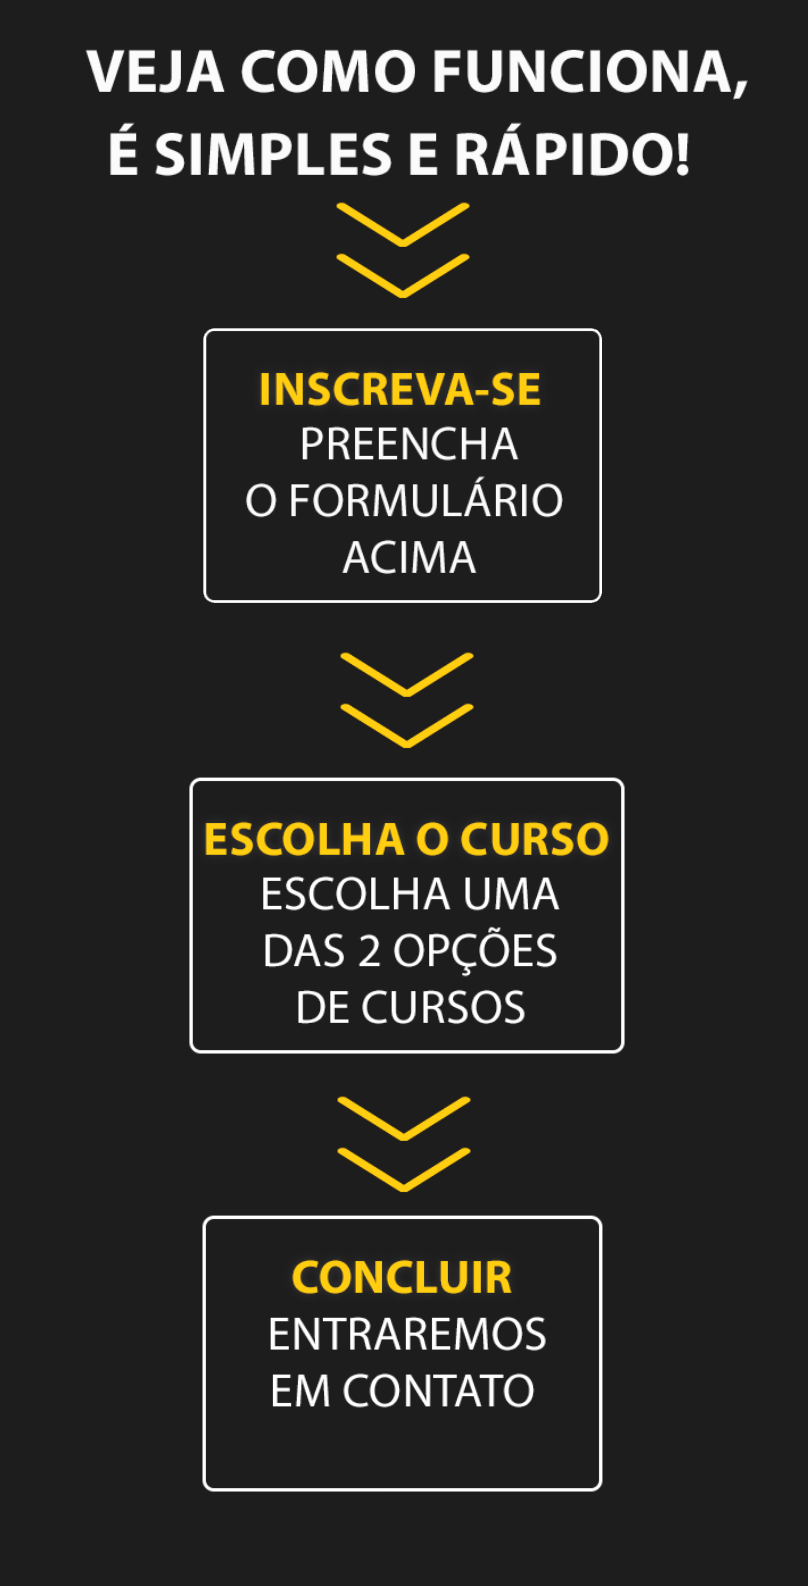 VEJA COMO FUNCIONA,
É SIMPLES E RÁPIDO!
INSCREVA-SE
PREENCHA
O FORMULÁRIO
ACIMA
ESCOLHA O CURSO
ESCOLHA UMA
DAS 2 OPÇÕES
DE CURSOS
CONCLUIR
ENTRAREMOS
EM CONTATO